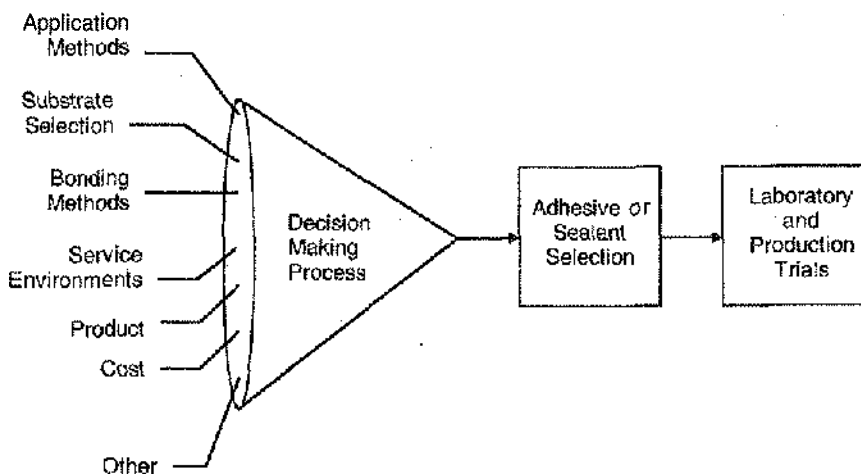 Application
Methods
Substrate
Selection
Bonding
Methods
Service
Environments
Product
Cost
Other
Decision
Making
Process
Adhesive or
Sealant
Selection
Laboratory
and
Production
Trials